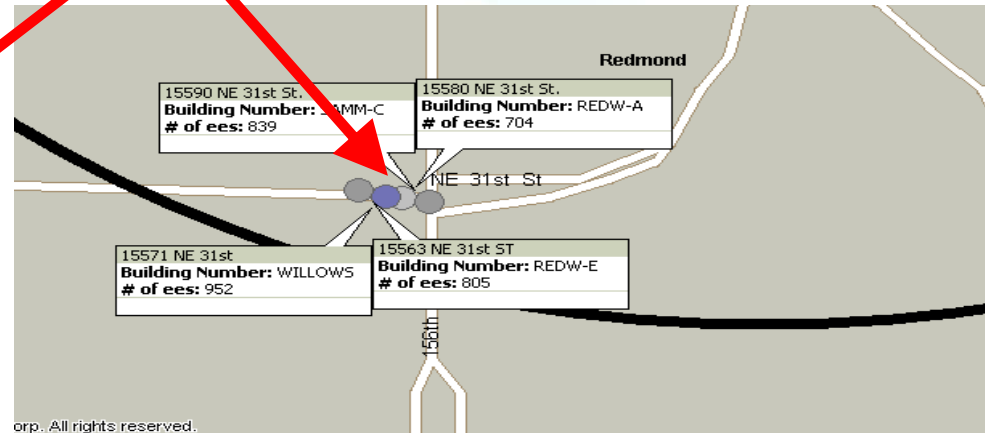 Redmond
15590 NE 31st St.
Building Number: AMM-C
# of ees: 839
15580 NE 31st St.
Building Number: REDW-A
# of ees: 704
NE 31st St
15571 NE 31st
Building Number: WILLOWS
# of ees: 952
15563 NE 31st ST
Building Number: REDW-E
# of ees: 805
156th
orp. All rights reserved.